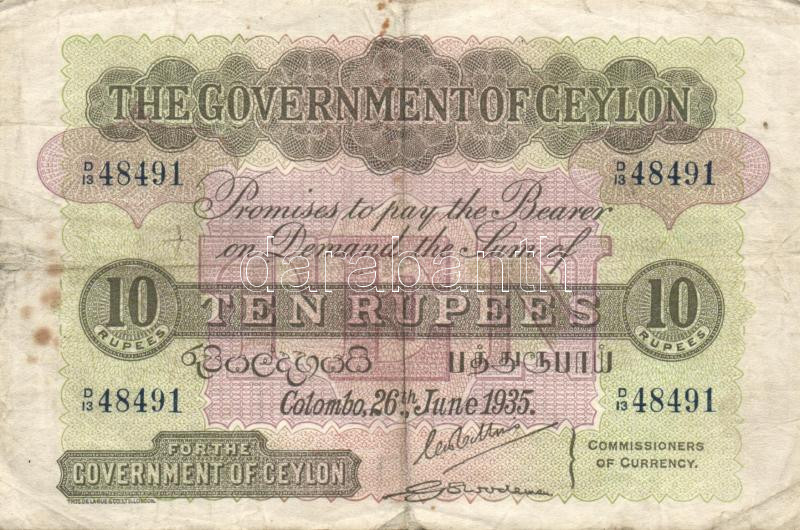 THE GOVERNMENT OF CEYLON
D/13 48491 D/13 48491
Promises to pay the Bearer
on Demand the Sum of
darabanth
10 RUPEES TEN RUPEES 10 RUPEES
රුපියල්දහයයි பத்துரூபாய்
D/13 48491 D/13 48491
Colombo, 26th June 1935.
FOR THE
GOVERNMENT OF CEYLON
COMMISSIONERS
OF CURRENCY.